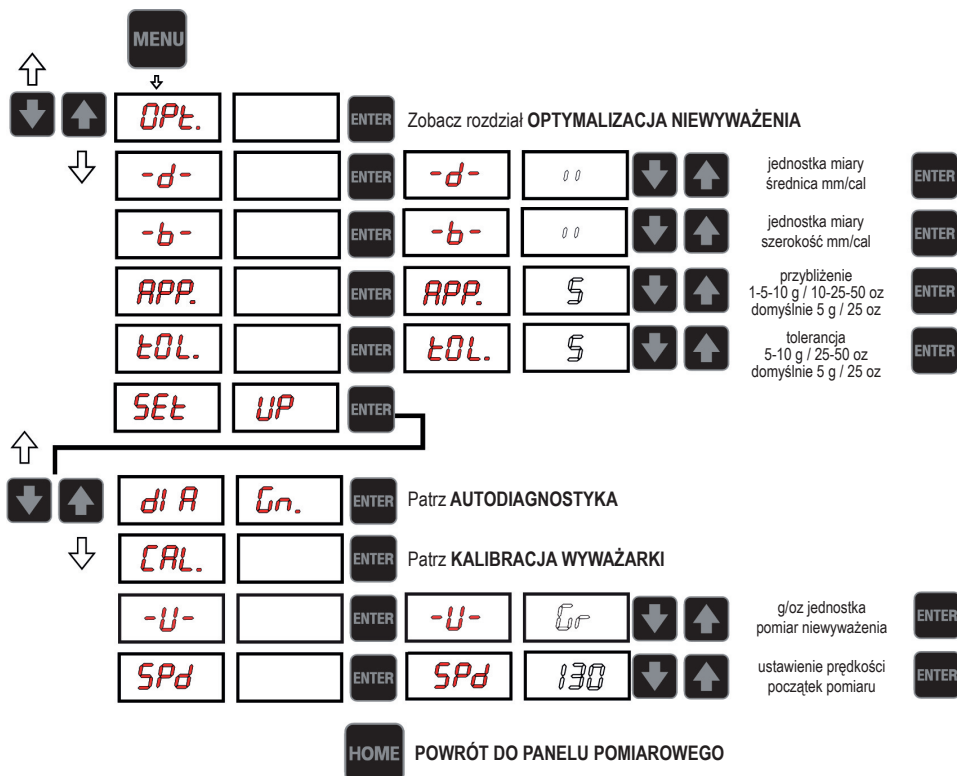 MENU
OPt. ENTER Zobacz rozdział OPTYMALIZACJA NIEWYWAŻENIA
-d- ENTER -d- '' jednostka miary ENTER
średnica mm/cal
-b- ENTER -b- '' jednostka miary ENTER
szerokość mm/cal
APP. ENTER APP. 5 przybliżenie ENTER
1-5-10 g / 10-25-50 oz
domyślnie 5 g / 25 oz
tOL. ENTER tOL. 5 tolerancja ENTER
5-10 g / 25-50 oz
domyślnie 5 g / 25 oz
SEt UP ENTER
dI A Gn. ENTER Patrz AUTODIAGNOSTYKA
CAL. ENTER Patrz KALIBRACJA WYWAŻARKI
-U- ENTER -U- Gr g/oz jednostka ENTER
pomiar niewyważenia
SPd ENTER SPd 130 ustawienie prędkości ENTER
początek pomiaru
HOME POWRÓT DO PANELU POMIAROWEGO